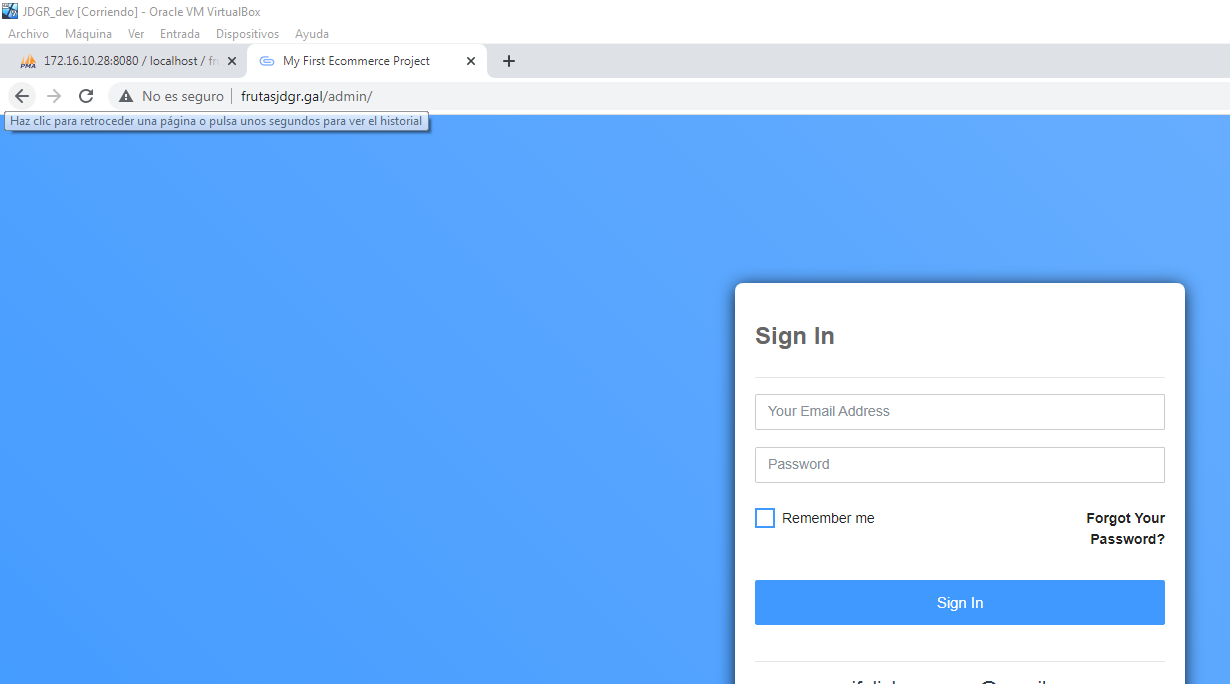 JDGR_dev [Corriendo] - Oracle VM VirtualBox
Archivo Máquina Ver Entrada Dispositivos Ayuda
PMA 172.16.10.28:8080 / localhost / fr My First Ecommerce Project
No es seguro frutasjdgr.gal/admin/
Haz clic para retroceder una página o pulsa unos segundos para ver el historial
Sign In
Your Email Address
Password
Remember me
Forgot Your
Password?
Sign In